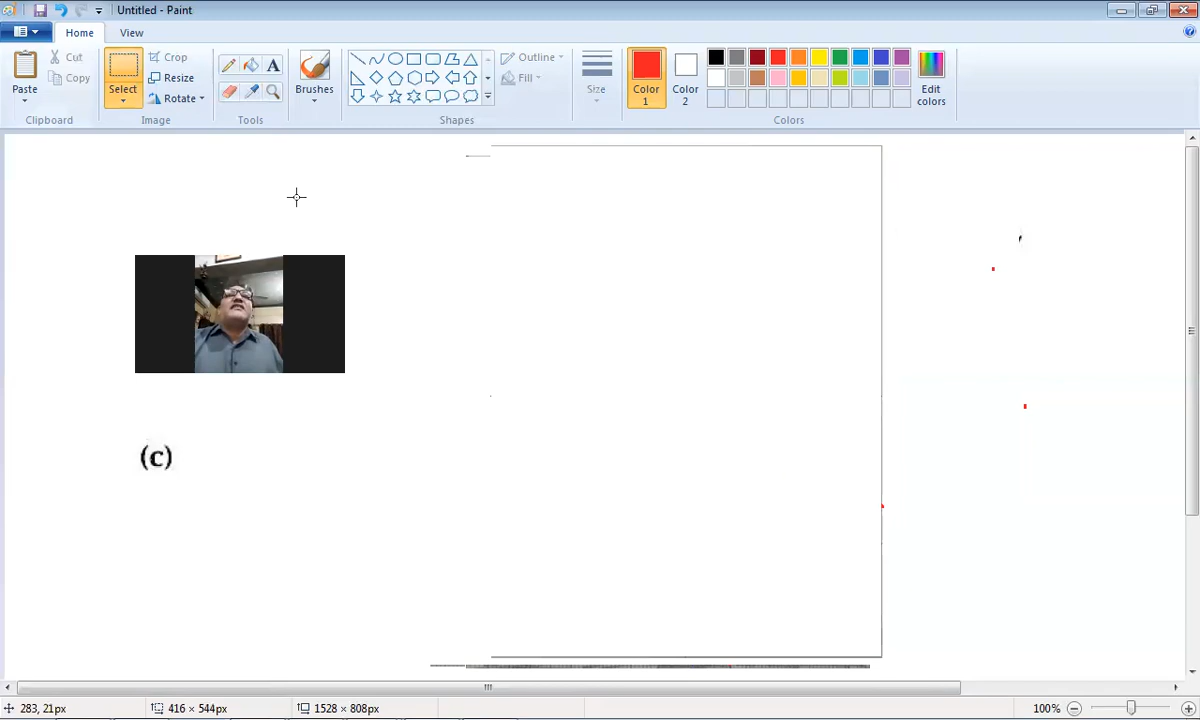 Untitled - Paint
Home
View
Paste
Cut
Copy
Clipboard
Select
Crop
Resize
Rotate
Image
A
Tools
Brushes
Outline
Fill
Shapes
Size
Color 1
Color 2
Edit colors
Colors
(c)
283, 21px
416 × 544px
1528 × 808px
100%